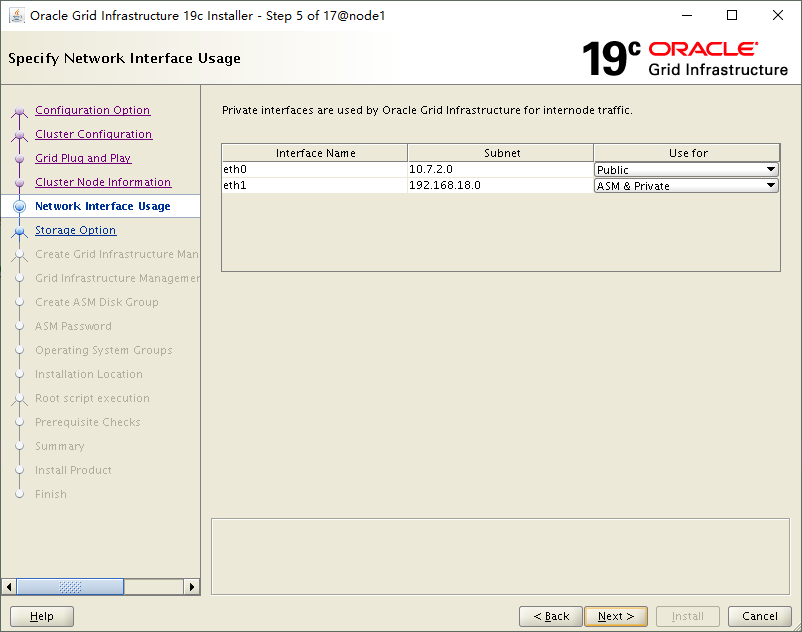 Oracle Grid Infrastructure 19c Installer - Step 5 of 17@node1
Specify Network Interface Usage
19c ORACLE
Grid Infrastructure
Configuration Option
Cluster Configuration
Grid Plug and Play
Cluster Node Information
Network Interface Usage
Storage Option
Create Grid Infrastructure Man
Grid Infrastructure Managemer
Create ASM Disk Group
ASM Password
Operating System Groups
Installation Location
Root script execution
Prerequisite Checks
Summary
Install Product
Finish
Private interfaces are used by Oracle Grid Infrastructure for internode traffic.
Interface Name Subnet Use for
eth0 10.7.2.0 Public
eth1 192.168.18.0 ASM & Private
Help < Back Next > Install Cancel